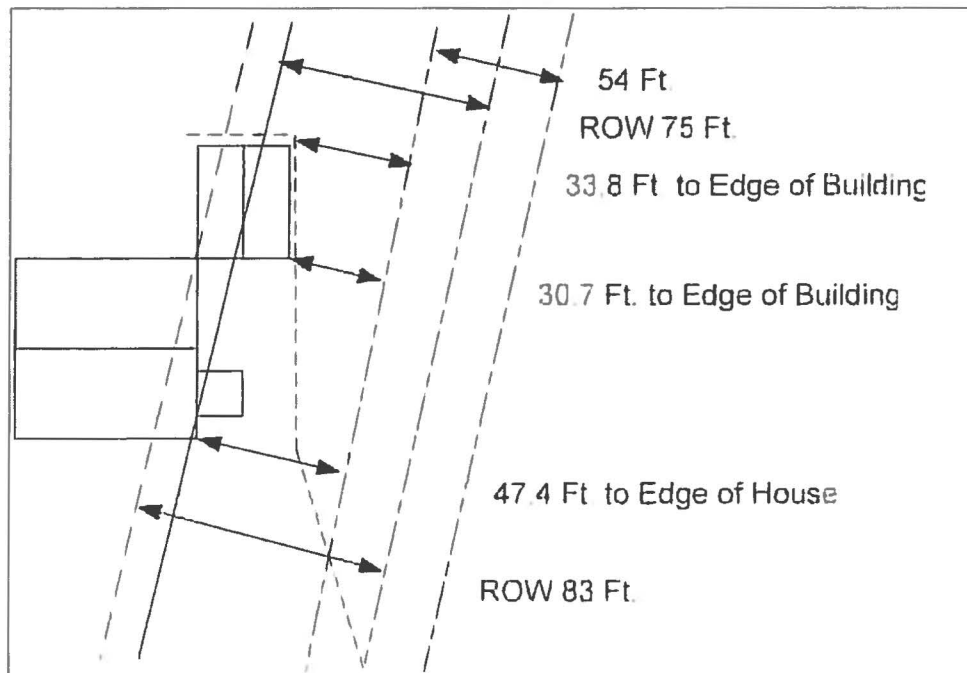 54 Ft.
ROW 75 Ft.
33.8 Ft to Edge of Building
30.7 Ft. to Edge of Building
47.4 Ft to Edge of House
ROW 83 Ft.